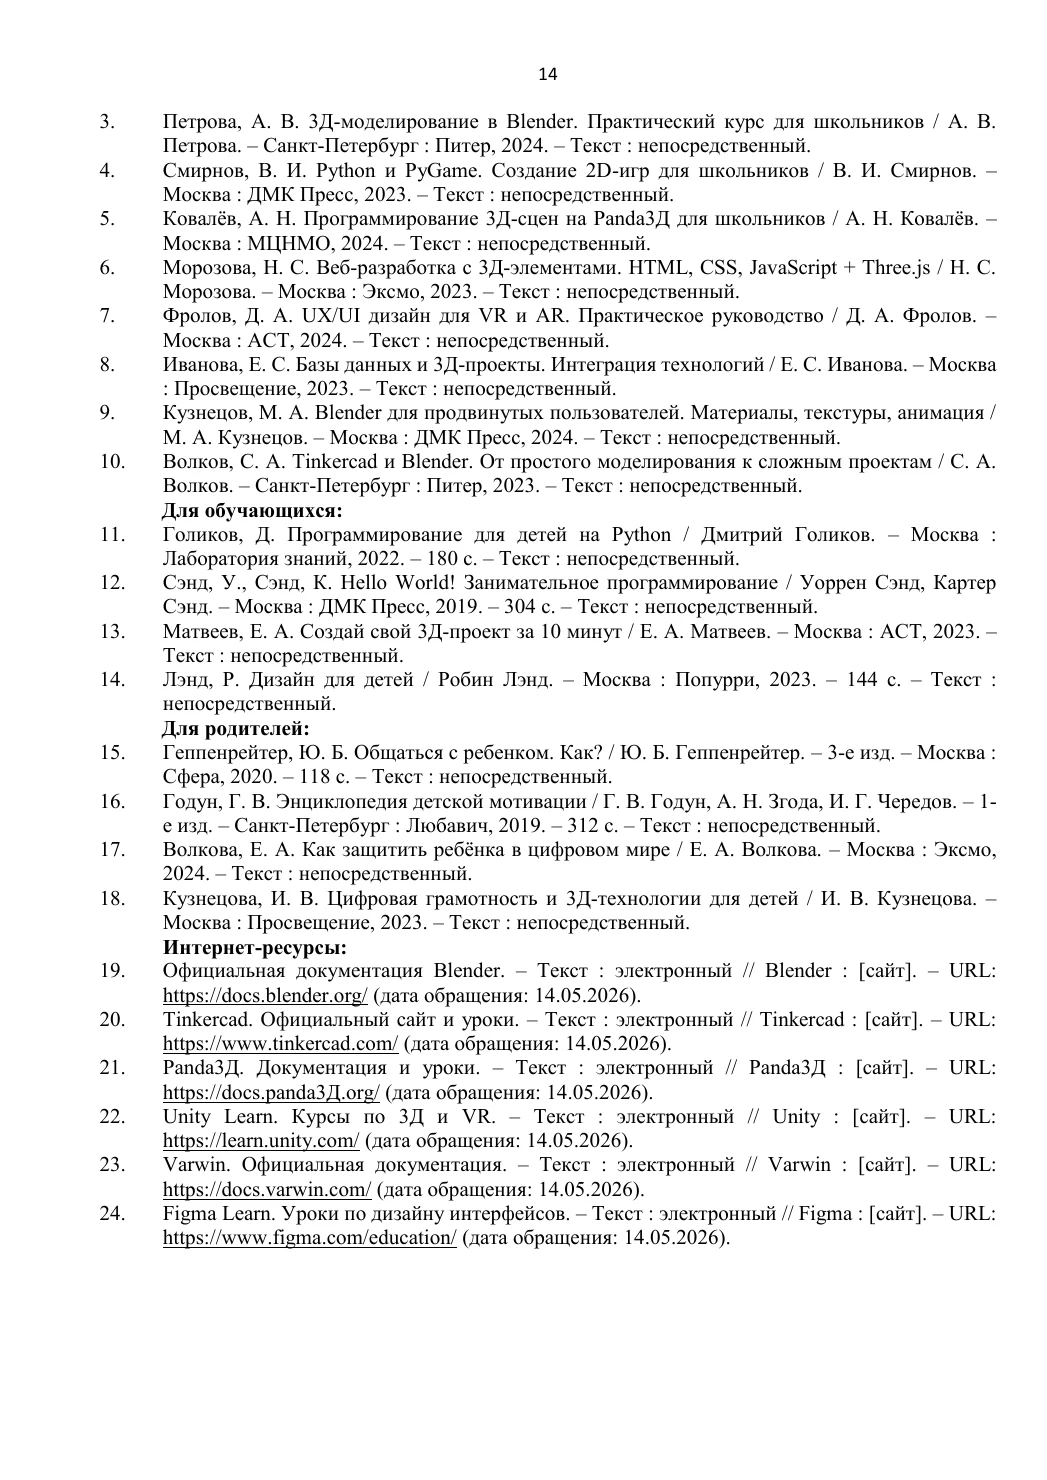 14
3. Петрова, А. В. 3Д-моделирование в Blender. Практический курс для школьников / А. В.
Петрова. – Санкт-Петербург : Питер, 2024. – Текст : непосредственный.
4. Смирнов, В. И. Python и PyGame. Создание 2D-игр для школьников / В. И. Смирнов. –
Москва : ДМК Пресс, 2023. – Текст : непосредственный.
5. Ковалёв, А. Н. Программирование 3Д-сцен на Panda3Д для школьников / А. Н. Ковалёв. –
Москва : МЦНМО, 2024. – Текст : непосредственный.
6. Морозова, Н. С. Веб-разработка с 3Д-элементами. HTML, CSS, JavaScript + Three.js / Н. С.
Морозова. – Москва : Эксмо, 2023. – Текст : непосредственный.
7. Фролов, Д. А. UX/UI дизайн для VR и AR. Практическое руководство / Д. А. Фролов. –
Москва : АСТ, 2024. – Текст : непосредственный.
8. Иванова, Е. С. Базы данных и 3Д-проекты. Интеграция технологий / Е. С. Иванова. – Москва
: Просвещение, 2023. – Текст : непосредственный.
9. Кузнецов, М. А. Blender для продвинутых пользователей. Материалы, текстуры, анимация /
М. А. Кузнецов. – Москва : ДМК Пресс, 2024. – Текст : непосредственный.
10. Волков, С. А. Tinkercad и Blender. От простого моделирования к сложным проектам / С. А.
Волков. – Санкт-Петербург : Питер, 2023. – Текст : непосредственный.
Для обучающихся:
11. Голиков, Д. Программирование для детей на Python / Дмитрий Голиков. – Москва :
Лаборатория знаний, 2022. – 180 с. – Текст : непосредственный.
12. Сэнд, У., Сэнд, К. Hello World! Занимательное программирование / Уоррен Сэнд, Картер
Сэнд. – Москва : ДМК Пресс, 2019. – 304 с. – Текст : непосредственный.
13. Матвеев, Е. А. Создай свой 3Д-проект за 10 минут / Е. А. Матвеев. – Москва : АСТ, 2023. –
Текст : непосредственный.
14. Лэнд, Р. Дизайн для детей / Робин Лэнд. – Москва : Попурри, 2023. – 144 с. – Текст :
непосредственный.
Для родителей:
15. Геппенрейтер, Ю. Б. Общаться с ребенком. Как? / Ю. Б. Геппенрейтер. – 3-е изд. – Москва :
Сфера, 2020. – 118 с. – Текст : непосредственный.
16. Годун, Г. В. Энциклопедия детской мотивации / Г. В. Годун, А. Н. Згода, И. Г. Чередов. – 1-
е изд. – Санкт-Петербург : Любавич, 2019. – 312 с. – Текст : непосредственный.
17. Волкова, Е. А. Как защитить ребёнка в цифровом мире / Е. А. Волкова. – Москва : Эксмо,
2024. – Текст : непосредственный.
18. Кузнецова, И. В. Цифровая грамотность и 3Д-технологии для детей / И. В. Кузнецова. –
Москва : Просвещение, 2023. – Текст : непосредственный.
Интернет-ресурсы:
19. Официальная документация Blender. – Текст : электронный // Blender : [сайт]. – URL:
https://docs.blender.org/ (дата обращения: 14.05.2026).
20. Tinkercad. Официальный сайт и уроки. – Текст : электронный // Tinkercad : [сайт]. – URL:
https://www.tinkercad.com/ (дата обращения: 14.05.2026).
21. Panda3Д. Документация и уроки. – Текст : электронный // Panda3Д : [сайт]. – URL:
https://docs.panda3Д.org/ (дата обращения: 14.05.2026).
22. Unity Learn. Курсы по 3Д и VR. – Текст : электронный // Unity : [сайт]. – URL:
https://learn.unity.com/ (дата обращения: 14.05.2026).
23. Varwin. Официальная документация. – Текст : электронный // Varwin : [сайт]. – URL:
https://docs.varwin.com/ (дата обращения: 14.05.2026).
24. Figma Learn. Уроки по дизайну интерфейсов. – Текст : электронный // Figma : [сайт]. – URL:
https://www.figma.com/education/ (дата обращения: 14.05.2026).